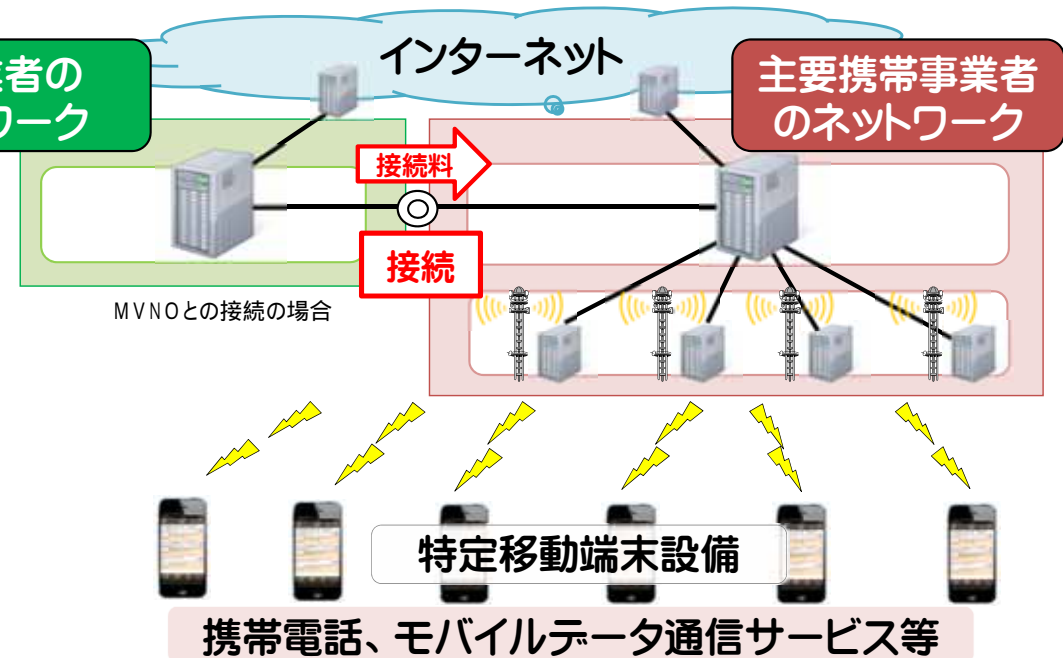 インターネット
業者の
ワーク
主要携帯事業者
のネットワーク
接続料
接続
MVNOとの接続の場合
特定移動端末設備
携帯電話、モバイルデータ通信サービス等